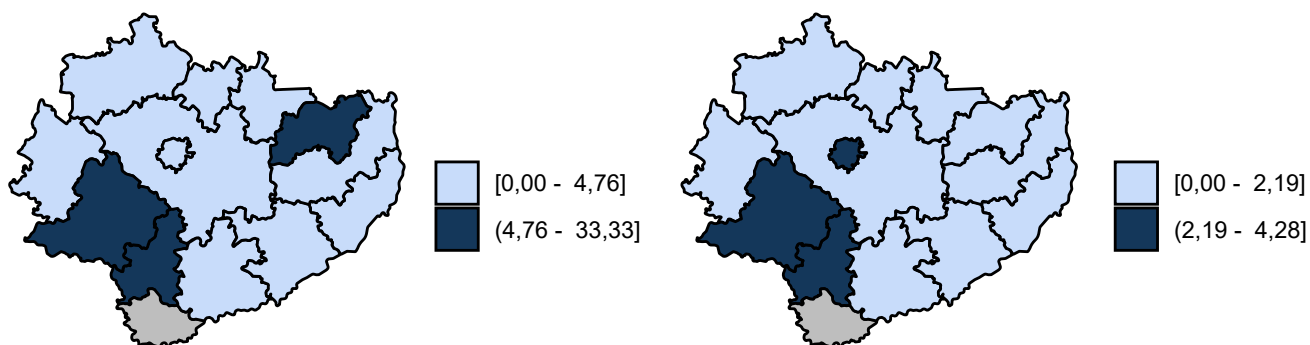 [0,00 - 4,76]
(4,76 - 33,33]
[0,00 - 2,19]
(2,19 - 4,28]